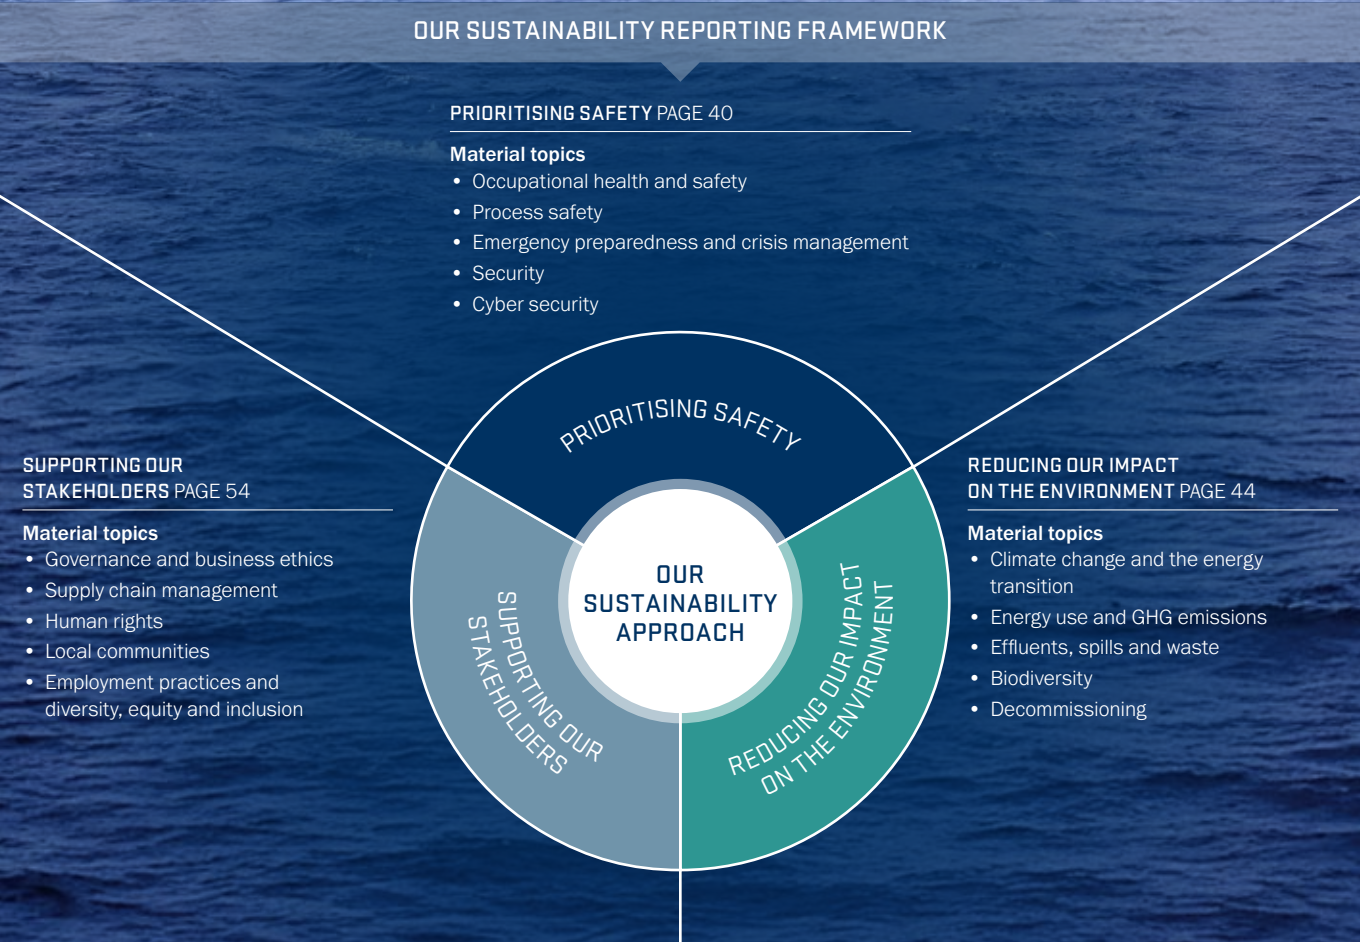 OUR SUSTAINABILITY REPORTING FRAMEWORK
PRIORITISING SAFETY PAGE 40
Material topics
• Occupational health and safety
• Process safety
• Emergency preparedness and crisis management
• Security
• Cyber security
PRIORITISING SAFETY
SUPPORTING OUR
STAKEHOLDERS PAGE 54
Material topics
• Governance and business ethics
• Supply chain management
• Human rights
• Local communities
• Employment practices and
diversity, equity and inclusion
SUPPORTING OUR
STAKEHOLDERS
OUR
SUSTAINABILITY
APPROACH
REDUCING OUR IMPACT
ON THE ENVIRONMENT
REDUCING OUR IMPACT
ON THE ENVIRONMENT PAGE 44
Material topics
• Climate change and the energy
transition
• Energy use and GHG emissions
• Effluents, spills and waste
• Biodiversity
• Decommissioning